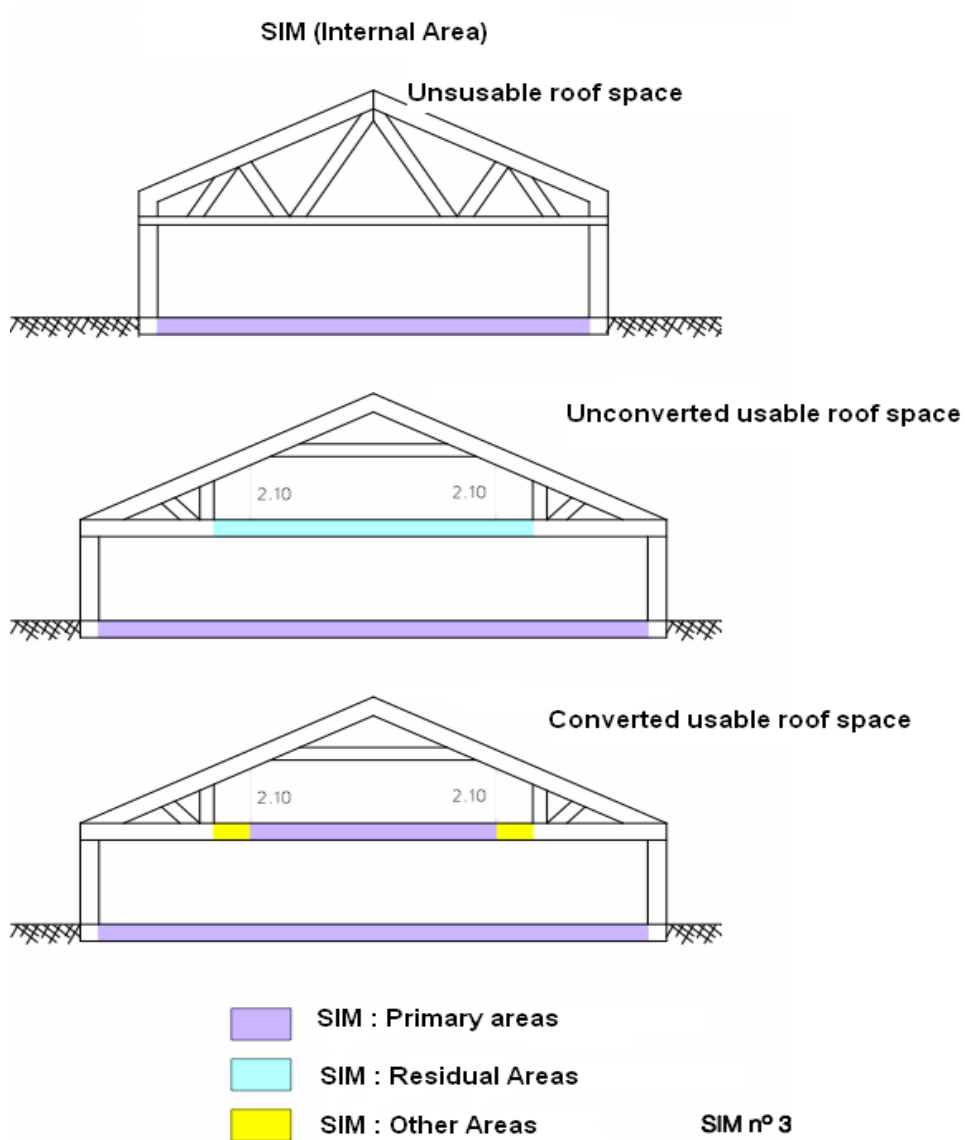 SIM (Internal Area)
Unsusable roof space
Unconverted usable roof space
2.10 2.10
Converted usable roof space
2.10 2.10
SIM : Primary areas
SIM : Residual Areas
SIM : Other Areas
SIM nº 3